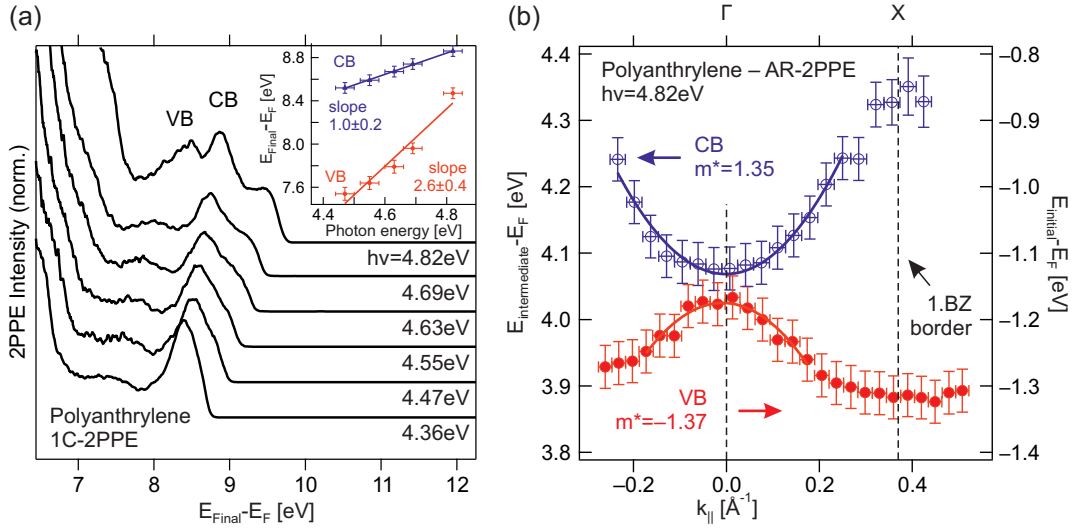 (a)
2PPE Intensity (norm.)
VB
CB
hv=4.82eV
4.69eV
4.63eV
4.55eV
4.47eV
4.36eV
Polyanthrylene
1C-2PPE
7 8 9 10 11 12
E_Final-E_F [eV]
E_Final-E_F [eV]
8.8
8.4
8.0
7.6
CB
slope
1.0±0.2
VB
slope
2.6±0.4
4.4 4.6 4.8
Photon energy [eV]
(b)
Γ X
Polyanthrylene – AR-2PPE
hv=4.82eV
E_intermediate-E_F [eV]
4.4
4.3
4.2
4.1
4.0
3.9
3.8
CB
m*=1.35
VB
m*=–1.37
1.BZ
border
−0.8
−0.9
−1.0
−1.1
−1.2
−1.3
−1.4
E_initial-E_F [eV]
−0.2 0.0 0.2 0.4
k_|| [Å⁻¹]